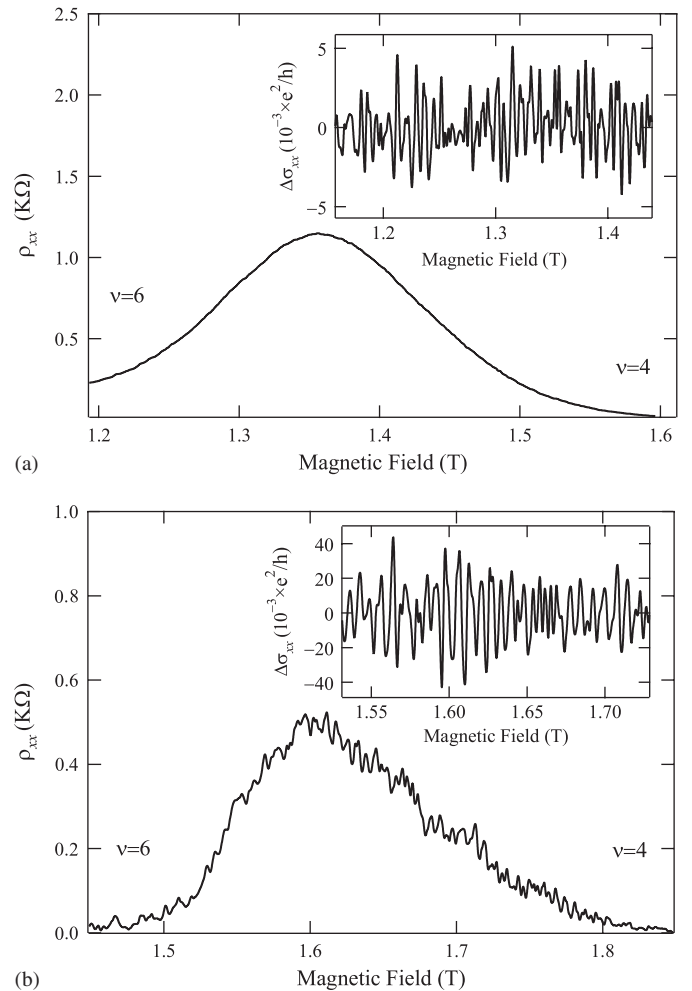 2.5
2.0
1.5
1.0
0.5
ρxx (KΩ)
ν=6
ν=4
1.2 1.3 1.4 1.5 1.6
Magnetic Field (T)
(a)
5
0
−5
Δσxx (10⁻³×e²/h)
1.2 1.3 1.4
Magnetic Field (T)
1.0
0.8
0.6
0.4
0.2
0.0
ρxx (KΩ)
ν=6
ν=4
1.5 1.6 1.7 1.8
Magnetic Field (T)
(b)
40
20
0
−20
−40
Δσxx (10⁻³×e²/h)
1.55 1.60 1.65 1.70
Magnetic Field (T)